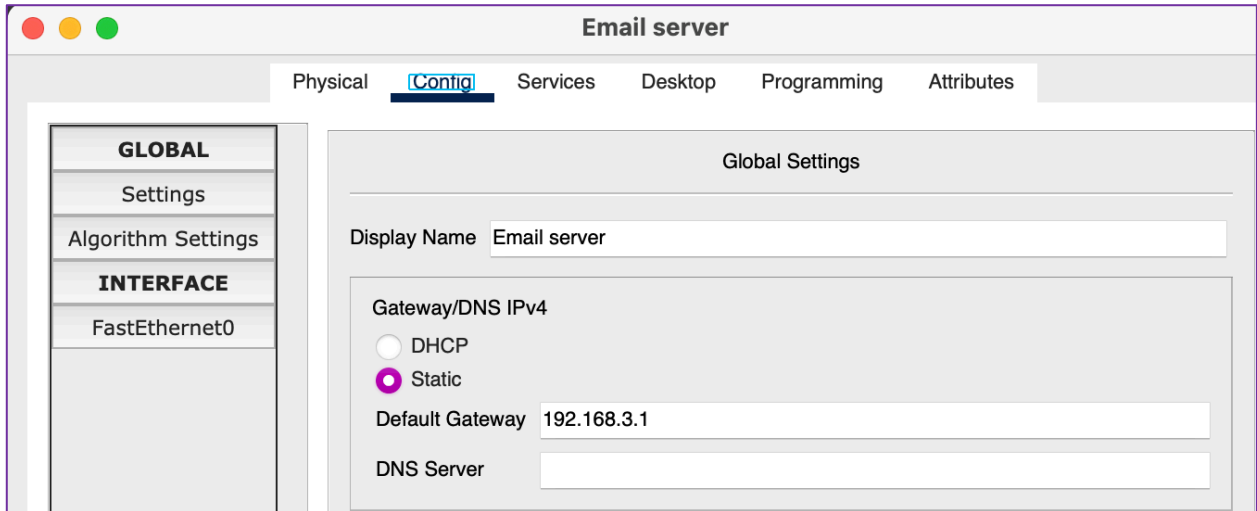 Email server
Physical Config Services Desktop Programming Attributes
GLOBAL
Settings
Algorithm Settings
INTERFACE
FastEthernet0
Global Settings
Display Name Email server
Gateway/DNS IPv4
DHCP
Static
Default Gateway 192.168.3.1
DNS Server